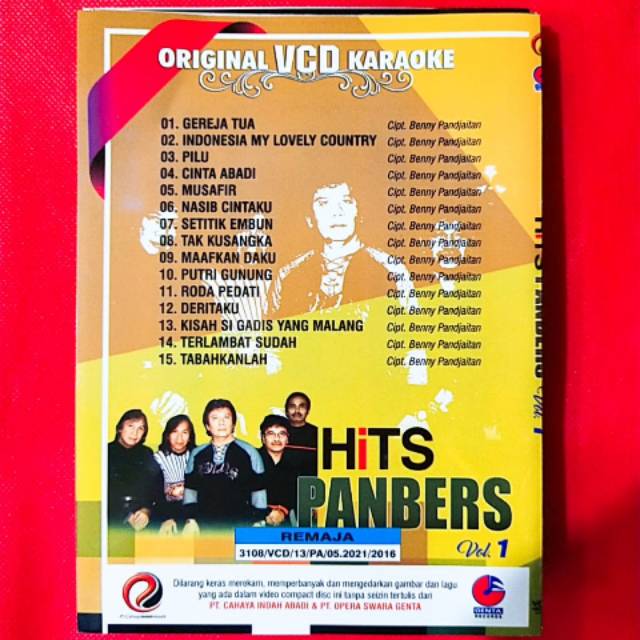 ORIGINAL VCD KARAOKE
01. GEREJA TUA Cipt. Benny Pandjaitan
02. INDONESIA MY LOVELY COUNTRY Cipt. Benny Pandjaitan
03. PILU Cipt. Benny Pandjaitan
04. CINTA ABADI Cipt. Benny Pandjaitan
05. MUSAFIR Cipt. Benny Pandjaitan
06. NASIB CINTAKU Cipt. Benny Pandjaitan
07. SETITIK EMBUN Cipt. Benny Pandjaitan
08. TAK KUSANGKA Cipt. Benny Pandjaitan
09. MAAFKAN DAKU Cipt. Benny Pandjaitan
10. PUTRI GUNUNG Cipt. Benny Pandjaitan
11. RODA PEDATI Cipt. Benny Pandjaitan
12. DERITAKU Cipt. Benny Pandjaitan
13. KISAH SI GADIS YANG MALANG Cipt. Benny Pandjaitan
14. TERLAMBAT SUDAH Cipt. Benny Pandjaitan
15. TABAHKANLAH Cipt. Benny Pandjaitan
HiTS
PANBERS
Vol. 1
REMAJA
3108/VCD/13/PA/05.2021/2016
Dilarang keras merekam, memperbanyak dan mengedarkan gambar dan lagu
yang ada dalam video compact disc ini tanpa seizin tertulis dari
PT. CAHAYA INDAH ABADI & PT. OPERA SWARA GENTA
GENTA
RECORDS
HiTS PANBERS Vol. 1